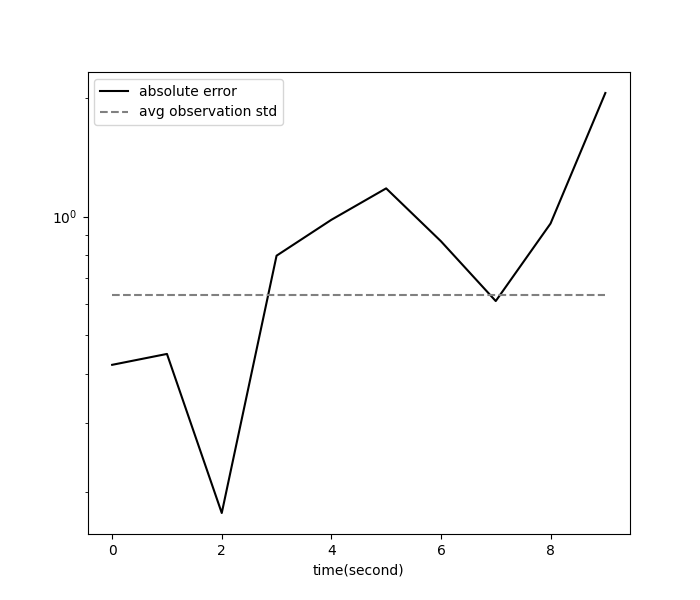 absolute error
avg observation std
10⁰
0 2 4 6 8
time(second)